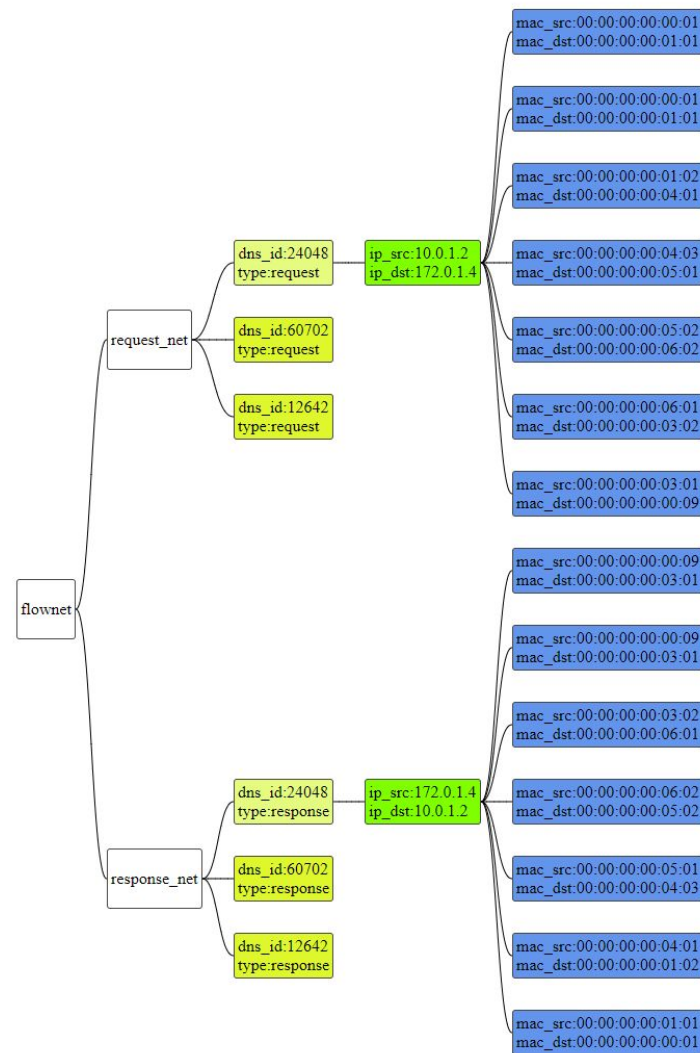 mac_src:00:00:00:00:00:01
mac_dst:00:00:00:00:01:01
mac_src:00:00:00:00:00:01
mac_dst:00:00:00:00:01:01
mac_src:00:00:00:00:01:02
mac_dst:00:00:00:00:04:01
dns_id:24048
type:request
ip_src:10.0.1.2
ip_dst:172.0.1.4
mac_src:00:00:00:00:04:03
mac_dst:00:00:00:00:05:01
request_net
dns_id:60702
type:request
mac_src:00:00:00:00:05:02
mac_dst:00:00:00:00:06:02
dns_id:12642
type:request
mac_src:00:00:00:00:06:01
mac_dst:00:00:00:00:03:02
mac_src:00:00:00:00:03:01
mac_dst:00:00:00:00:00:09
flownet
mac_src:00:00:00:00:00:09
mac_dst:00:00:00:00:03:01
mac_src:00:00:00:00:00:09
mac_dst:00:00:00:00:03:01
mac_src:00:00:00:00:03:02
mac_dst:00:00:00:00:06:01
dns_id:24048
type:response
ip_src:172.0.1.4
ip_dst:10.0.1.2
mac_src:00:00:00:00:06:02
mac_dst:00:00:00:00:05:02
response_net
dns_id:60702
type:response
mac_src:00:00:00:00:05:01
mac_dst:00:00:00:00:04:03
dns_id:12642
type:response
mac_src:00:00:00:00:04:01
mac_dst:00:00:00:00:01:02
mac_src:00:00:00:00:01:01
mac_dst:00:00:00:00:00:01